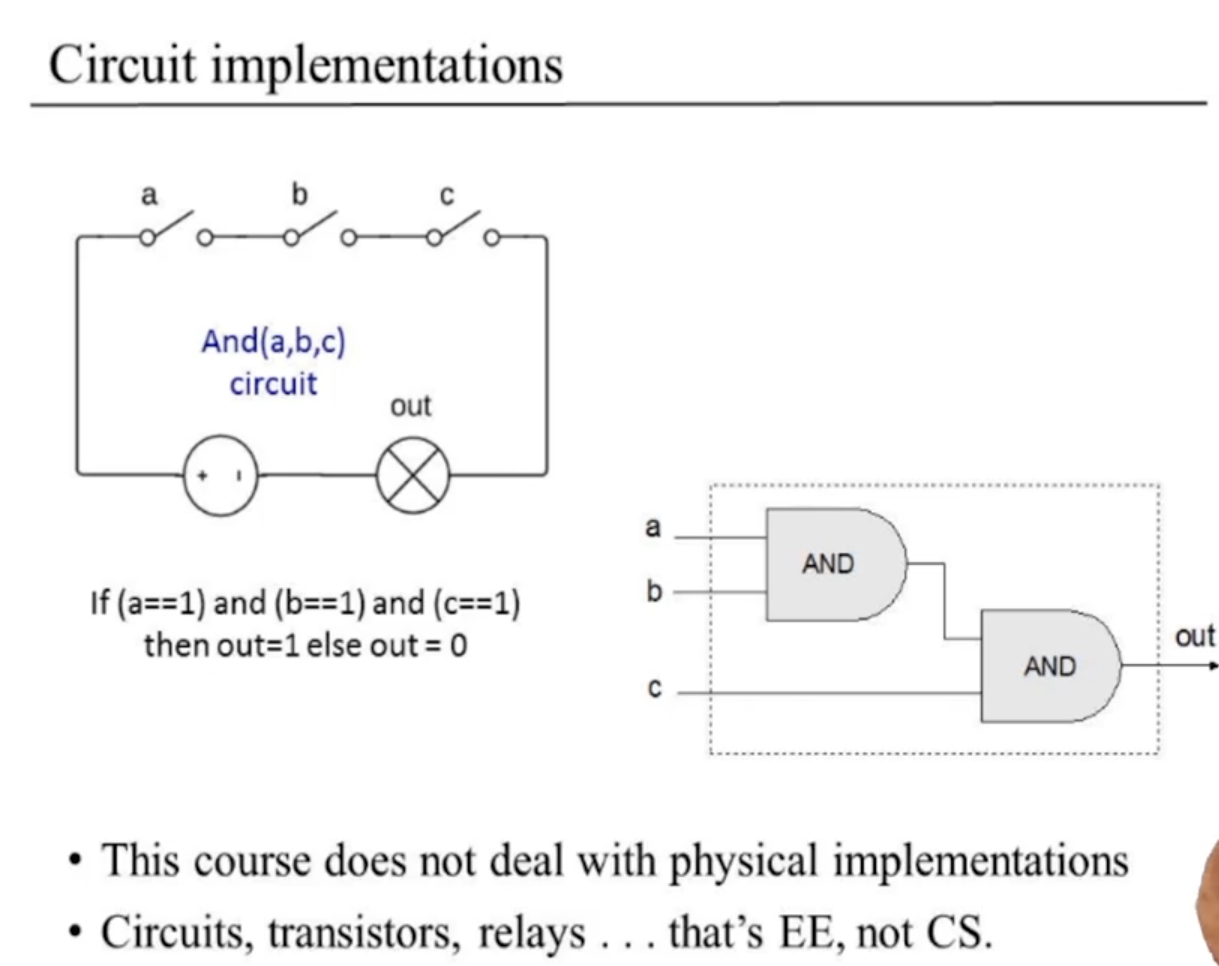 Circuit implementations
a b c
And(a,b,c)
circuit
out
+ -
If (a==1) and (b==1) and (c==1)
then out=1 else out = 0
a
AND
b
out
AND
c
• This course does not deal with physical implementations
• Circuits, transistors, relays . . . that’s EE, not CS.